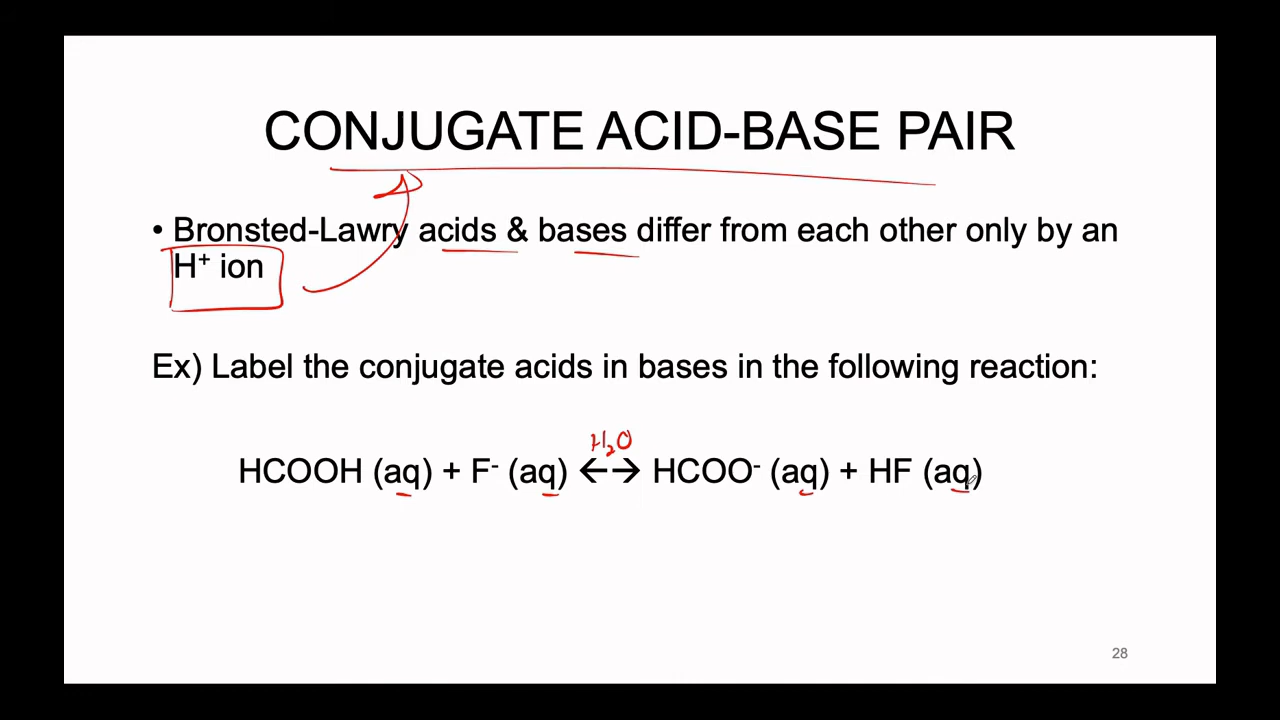 CONJUGATE ACID-BASE PAIR
• Bronsted-Lawry acids & bases differ from each other only by an
H⁺ ion
Ex) Label the conjugate acids in bases in the following reaction:
H₂O
HCOOH (aq) + F⁻ (aq) ←→ HCOO⁻ (aq) + HF (aq)
28